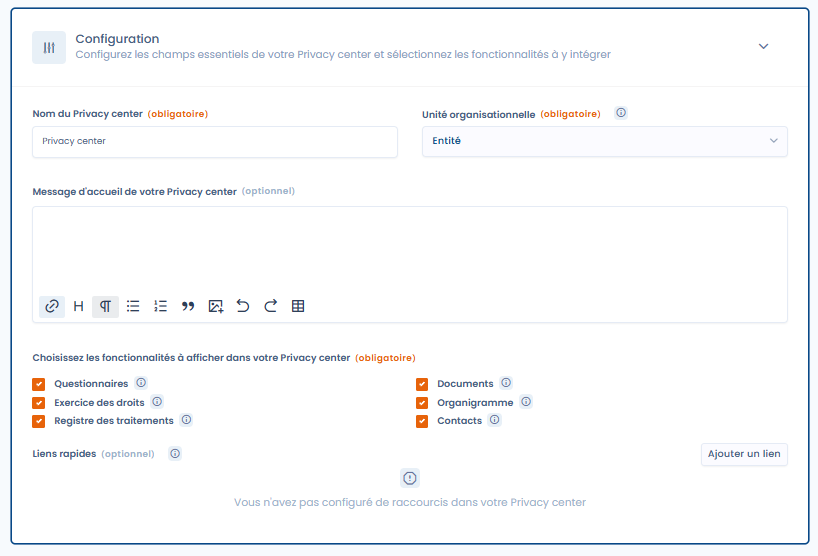 Configuration
Configurez les champs essentiels de votre Privacy center et sélectionnez les fonctionnalités à y intégrer
Nom du Privacy center (obligatoire)
Unité organisationnelle (obligatoire)
Privacy center
Entité
Message d'accueil de votre Privacy center (optionnel)
H
Choisissez les fonctionnalités à afficher dans votre Privacy center (obligatoire)
Questionnaires
Documents
Exercice des droits
Organigramme
Registre des traitements
Contacts
Liens rapides (optionnel)
Ajouter un lien
Vous n'avez pas configuré de raccourcis dans votre Privacy center